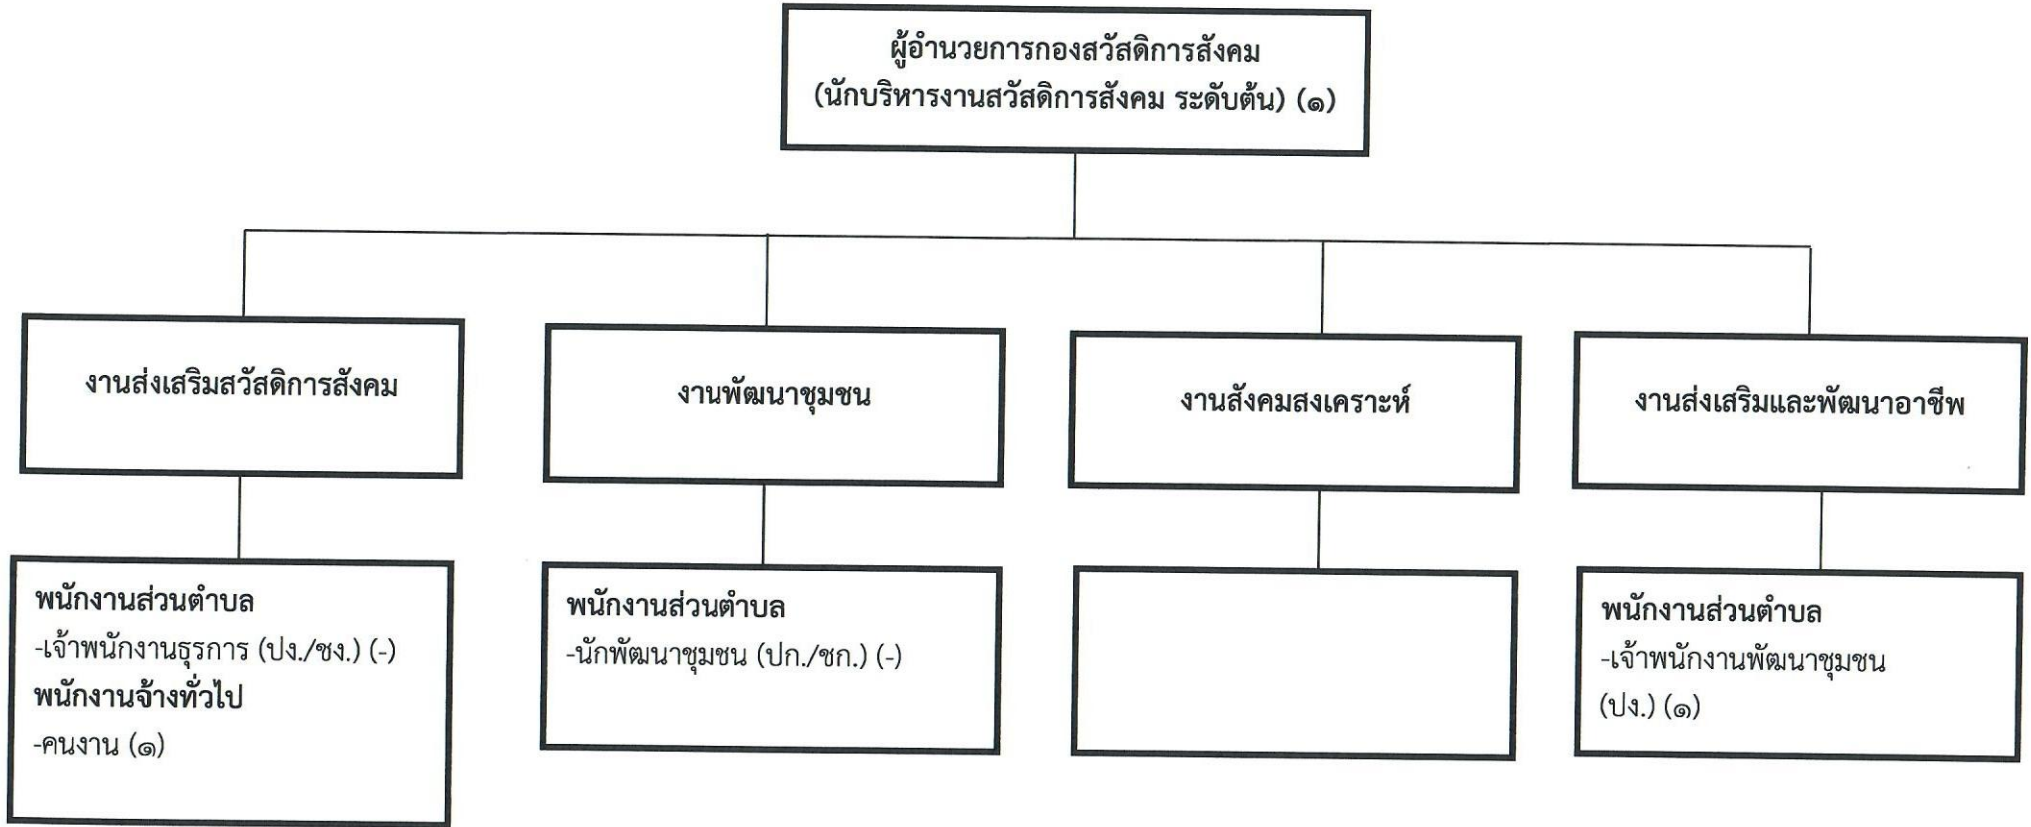 ผู้อำนวยการกองสวัสดิการสังคม
(นักบริหารงานสวัสดิการสังคม ระดับต้น) (๑)
งานส่งเสริมสวัสดิการสังคม
งานพัฒนาชุมชน
งานสังคมสงเคราะห์
งานส่งเสริมและพัฒนาอาชีพ
พนักงานส่วนตำบล
-เจ้าพนักงานธุรการ (ปง./ชง.) (-)
พนักงานจ้างทั่วไป
-คนงาน (๑)
พนักงานส่วนตำบล
-นักพัฒนาชุมชน (ปก./ชก.) (-)
พนักงานส่วนตำบล
-เจ้าพนักงานพัฒนาชุมชน
(ปง.) (๑)